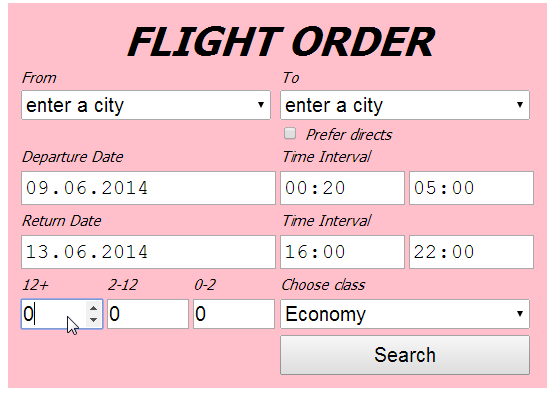 FLIGHT ORDER
From To
enter a city enter a city
Prefer directs
Departure Date Time Interval
09.06.2014 00:20 05:00
Return Date Time Interval
13.06.2014 16:00 22:00
12+ 2-12 0-2 Choose class
0 0 0 Economy
Search